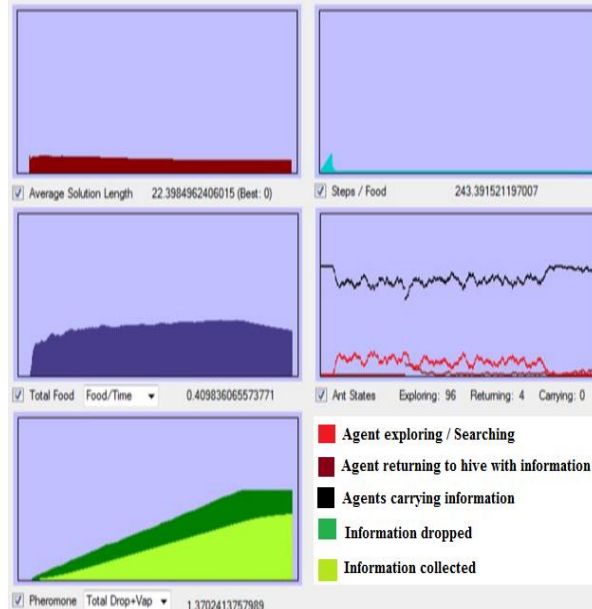 Average Solution Length 22.3984962406015 (Best: 0)
Steps / Food 243.391521197007
Total Food Food/Time 0.409836065573771
Ant States Exploring: 96 Returning: 4 Carrying: 0
Agent exploring / Searching
Agent returning to hive with information
Agents carrying information
Information dropped
Information collected
Pheromone Total Drop+Vap 1.3702413757989